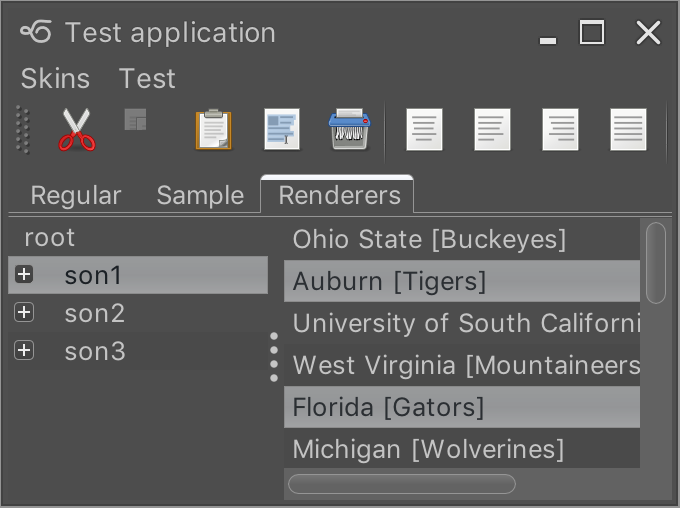 Test application
Skins Test
Regular Sample Renderers
root
son1
son2
son3
Ohio State [Buckeyes]
Auburn [Tigers]
University of South Californi
West Virginia [Mountaineers
Florida [Gators]
Michigan [Wolverines]